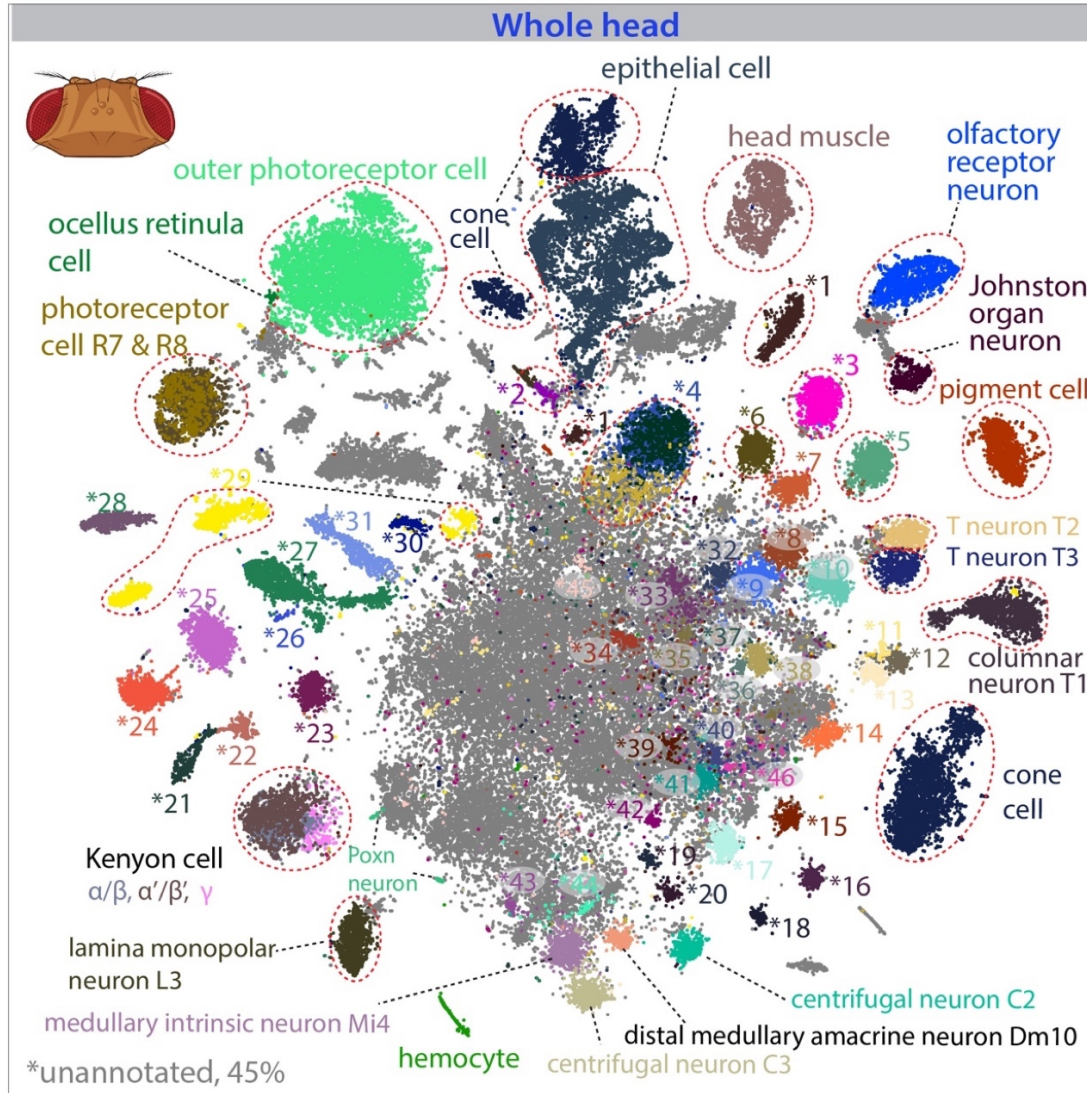 Whole head
epithelial cell
head muscle
olfactory
receptor
neuron
outer photoreceptor cell
cone
cell
ocellus retinula
cell
Johnston
organ
neuron
photoreceptor
cell R7 & R8
*1
*2
*1
*4
*3
pigment cell
*6
*5
*7
*29
*28
*31
*30
*27
*32
*8
*9
*10
T neuron T2
T neuron T3
*25
*26
*33
*34
*35
*37
*36
*38
*11
*12
*13
columnar
neuron T1
*24
*23
*22
*21
*39
*40
*41
*46
*42
*14
*15
cone
cell
Kenyon cell
α/β, α’/β’, γ
Poxn
neuron
*43
*44
*19
*20
*17
*16
*18
lamina monopolar
neuron L3
medullary intrinsic neuron Mi4
hemocyte
centrifugal neuron C2
distal medullary amacrine neuron Dm10
centrifugal neuron C3
*unannotated, 45%